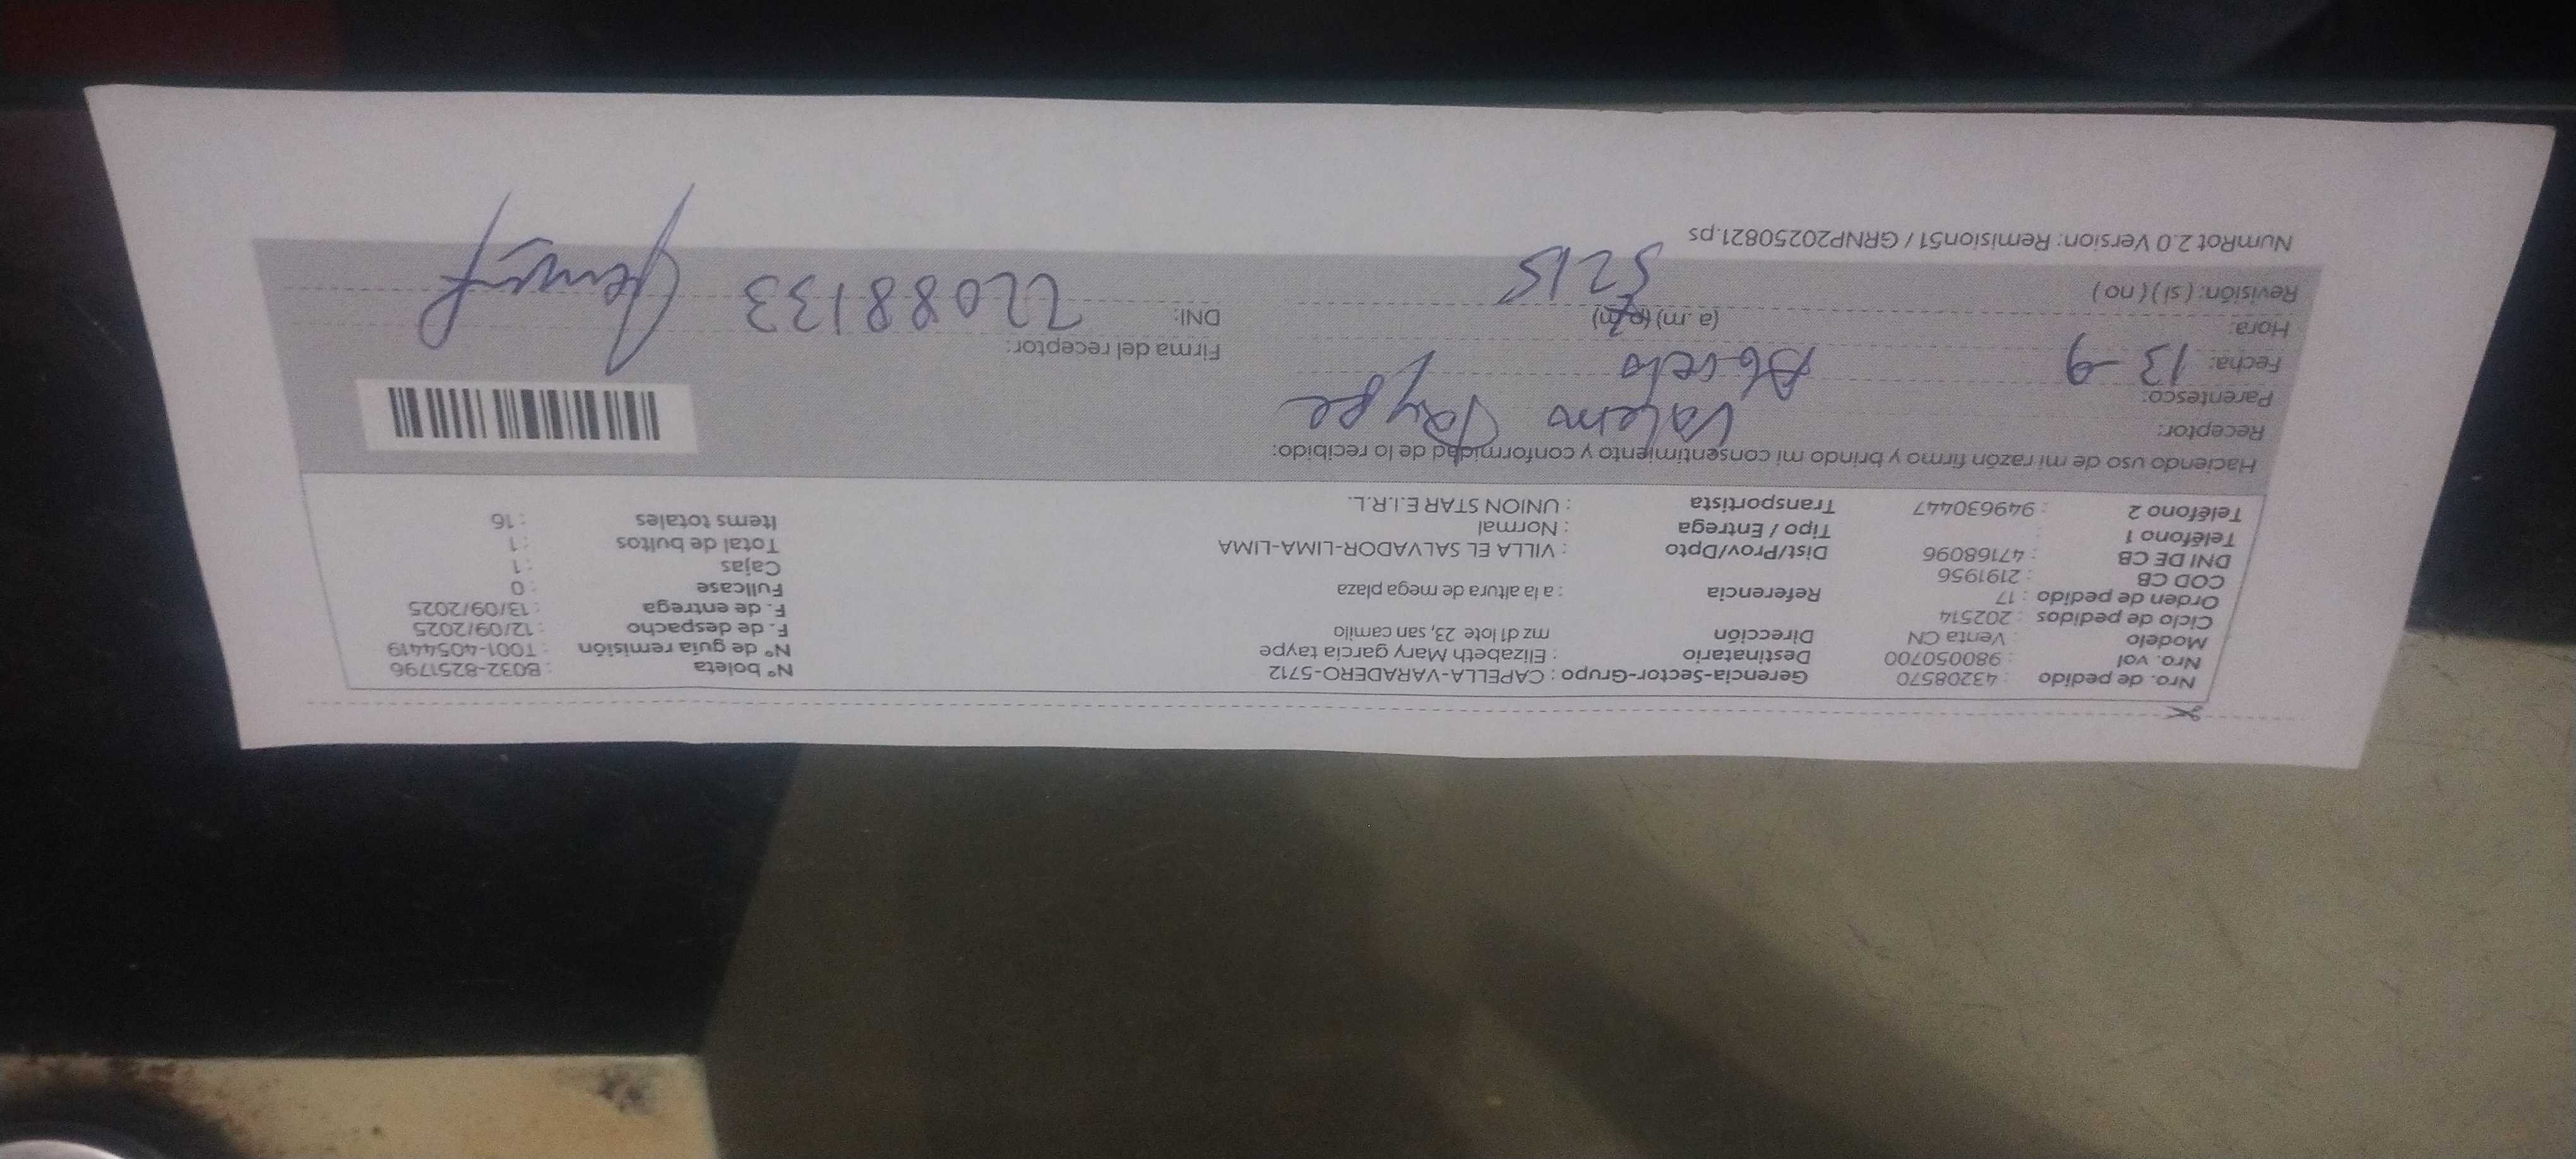 Nro. de pedido : 43208570 Gerencia-Sector-Grupo : CAPELLA-VARADERO-5712 N° boleta : B032-8251796
Nro. vol : 980050700 Destinatario : Elizabeth Mary garcia taype N° de guía remisión : T001-4054419
Modelo : Venta CN Dirección mz d1 lote 23, san camilo F. de despacho : 12/09/2025
Ciclo de pedidos : 202514 F. de entrega : 13/09/2025
Orden de pedido : 17 Referencia : a la altura de mega plaza Fullcase : 0
COD CB : 2191956 Cajas : 1
DNI DE CB : 47168096 Dist/Prov/Dpto : VILLA EL SALVADOR-LIMA-LIMA Total de bultos : 1
Teléfono 1 Tipo / Entrega : Normal Items totales : 16
Teléfono 2 : 949630447 Transportista : UNION STAR E.I.R.L.
Haciendo uso de mi razón firmo y brindo mi consentimiento y conformidad de lo recibido:
Receptor: Taype
Parentesco:
Fecha: 13-9 Firma del receptor:
Hora: (a.m) (p.m) DNI: 22088133
Revisión: ( si ) ( no ) 5215
NumRot 2.0 Version: Remision51 / GRNP20250821.ps